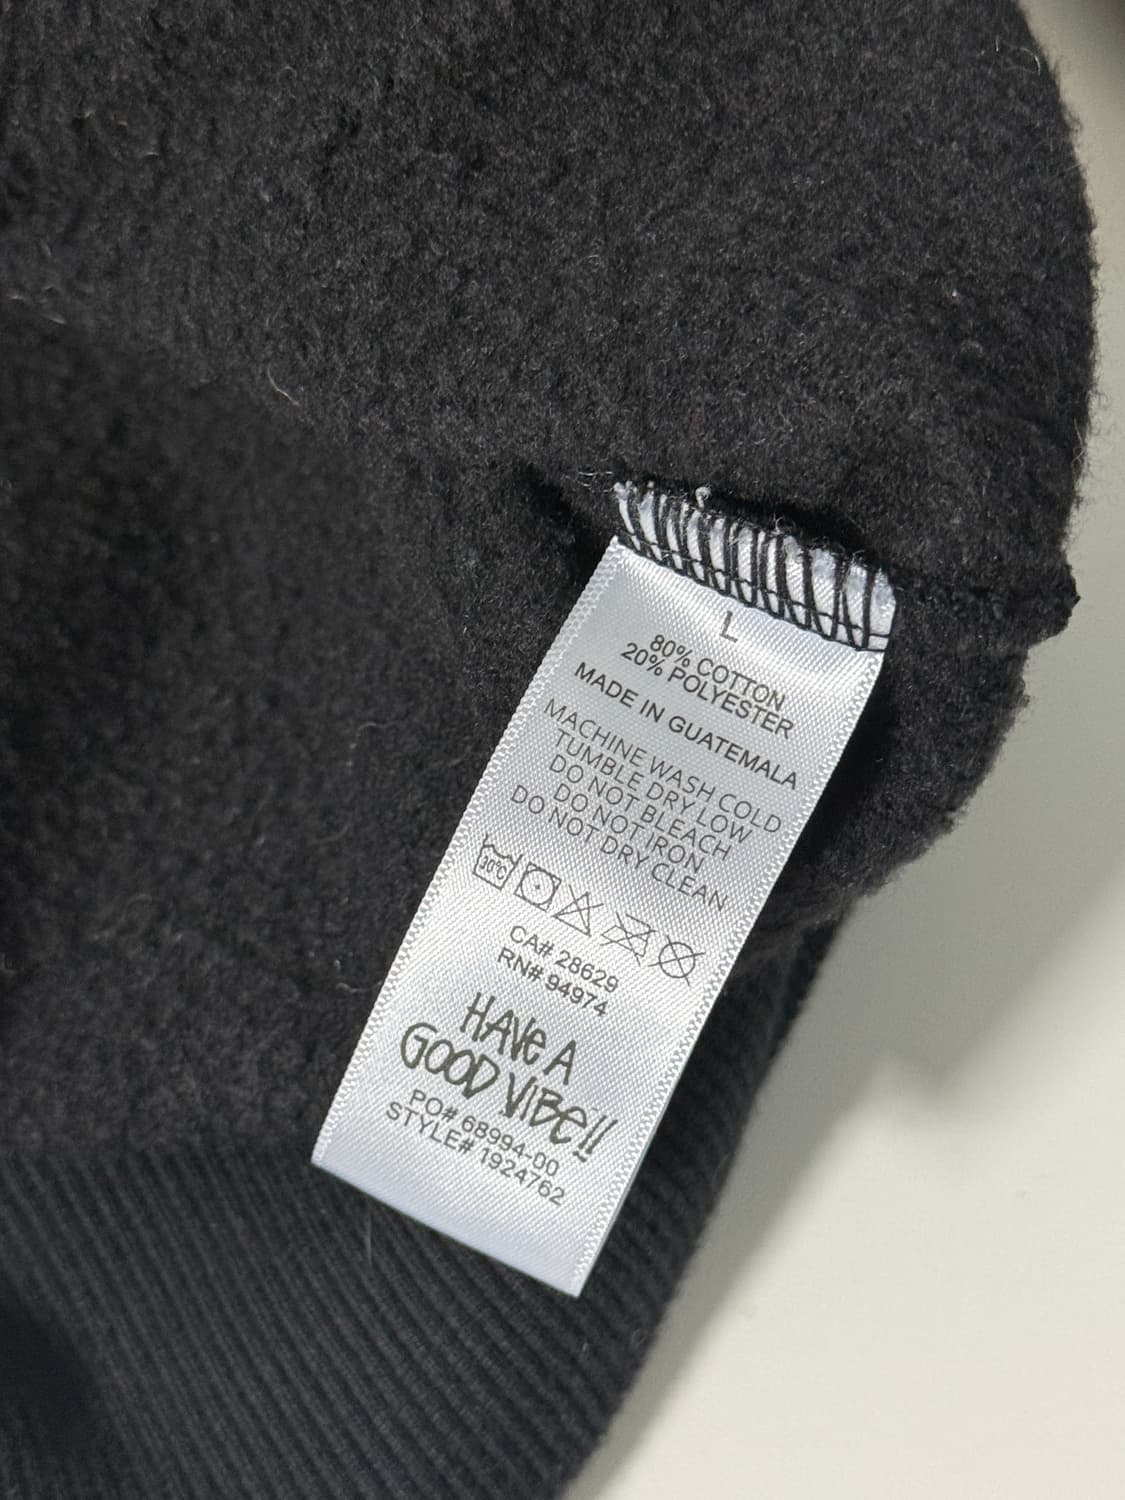 L
80% COTTON
20% POLYESTER
MADE IN GUATEMALA
MACHINE WASH COLD
TUMBLE DRY LOW
DO NOT BLEACH
DO NOT IRON
DO NOT DRY CLEAN
30°C
CA# 28629
RN# 94974
HAVE A
GOOD VIBE!!
PO# 68994-00
STYLE# 1924762